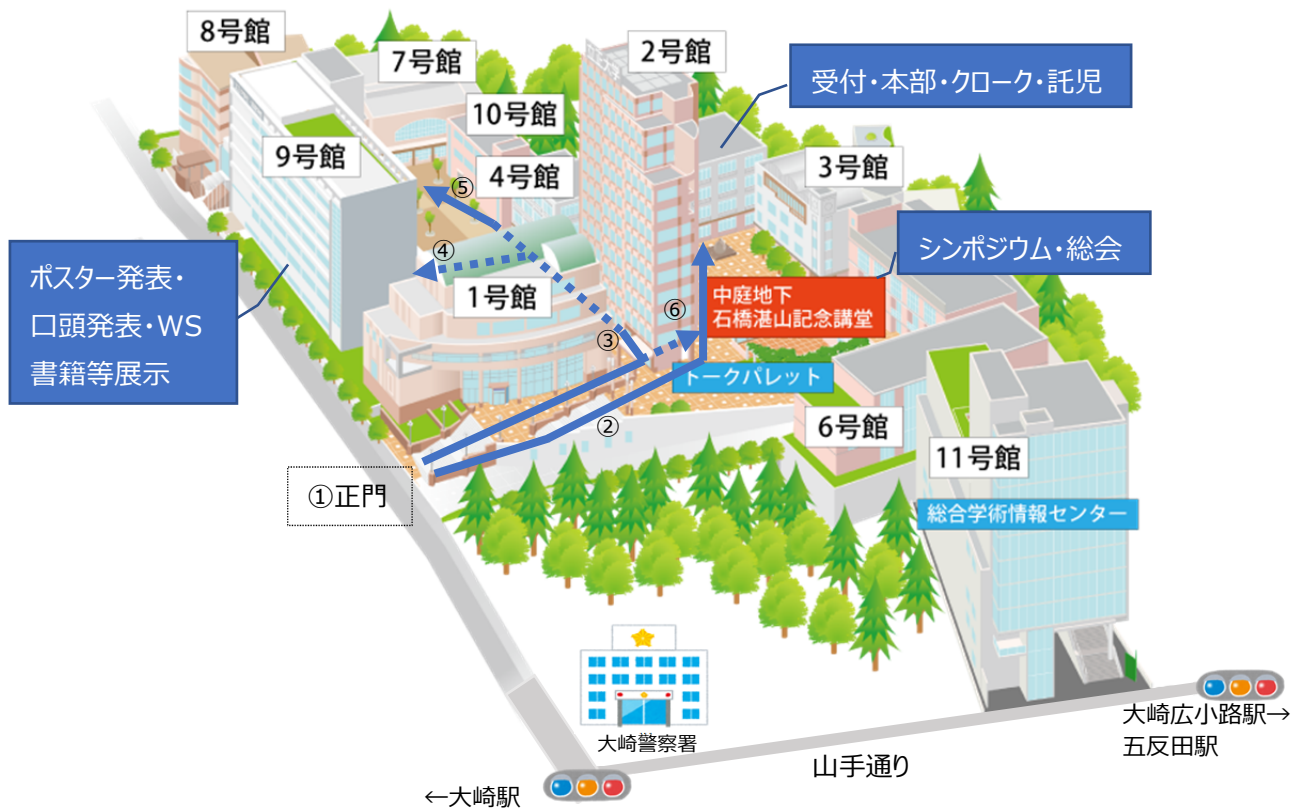 8号館
7号館
2号館
受付・本部・クローク・託児
10号館
9号館
4号館
3号館
⑤
④
シンポジウム・総会
ポスター発表・
口頭発表・WS
書籍等展示
1号館
中庭地下
石橋湛山記念講堂
⑥
③
トークパレット
②
6号館
11号館
①正門
総合学術情報センター
大崎警察署
大崎広小路駅→
五反田駅
山手通り
←大崎駅